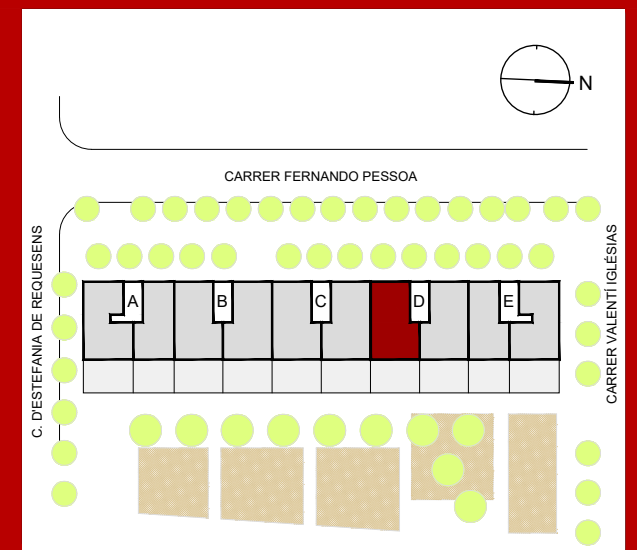 N
CARRER FERNANDO PESSOA
C. D'ESTEFANIA DE REQUESENS
A
B
C
D
E
CARRER VALENTÍ IGLÉSIAS